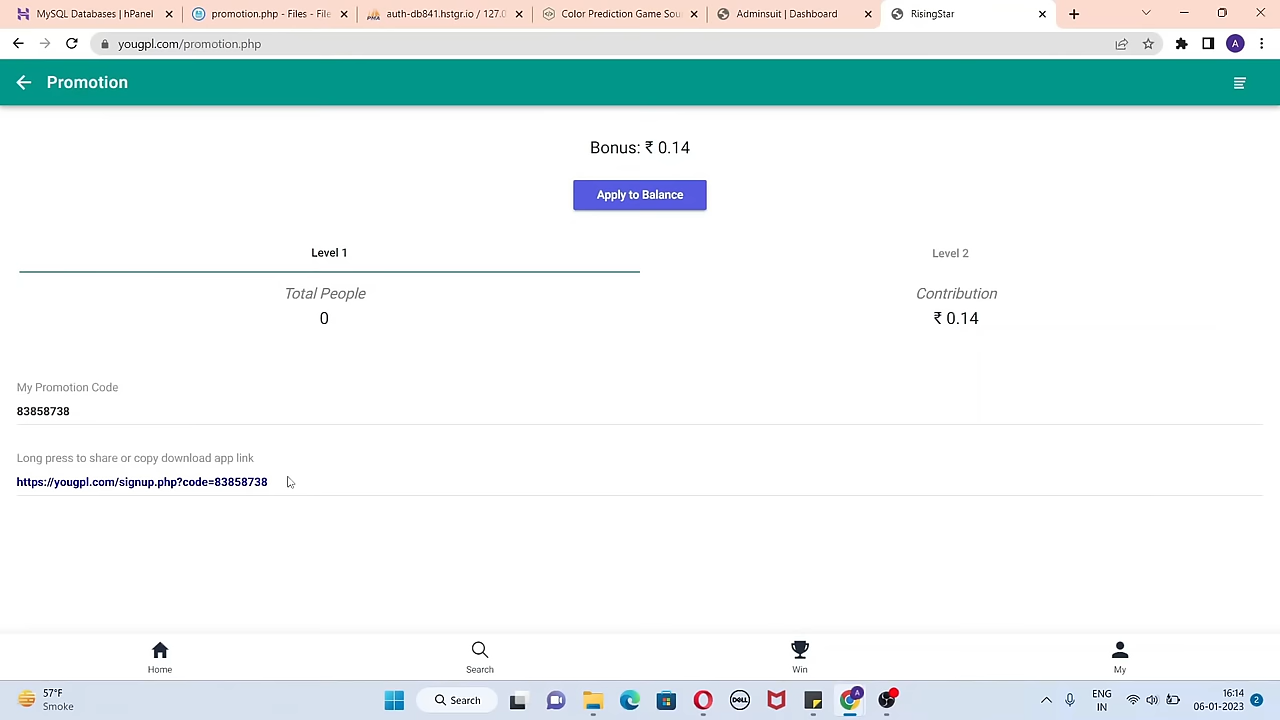 MySQL Databases | hPanel
promotion.php - Files - File
auth-db841.hstgr.io / 127.0
Color Prediction Game Sou
Adminsuit | Dashboard
RisingStar
yougpl.com/promotion.php
A
Promotion
Bonus: ₹ 0.14
Apply to Balance
Level 1
Level 2
Total People
Contribution
0
₹ 0.14
My Promotion Code
83858738
Long press to share or copy download app link
https://yougpl.com/signup.php?code=83858738
Home
Search
Win
My
57°F
Smoke
Search
DELL
A
ENG
IN
16:14
06-01-2023
2